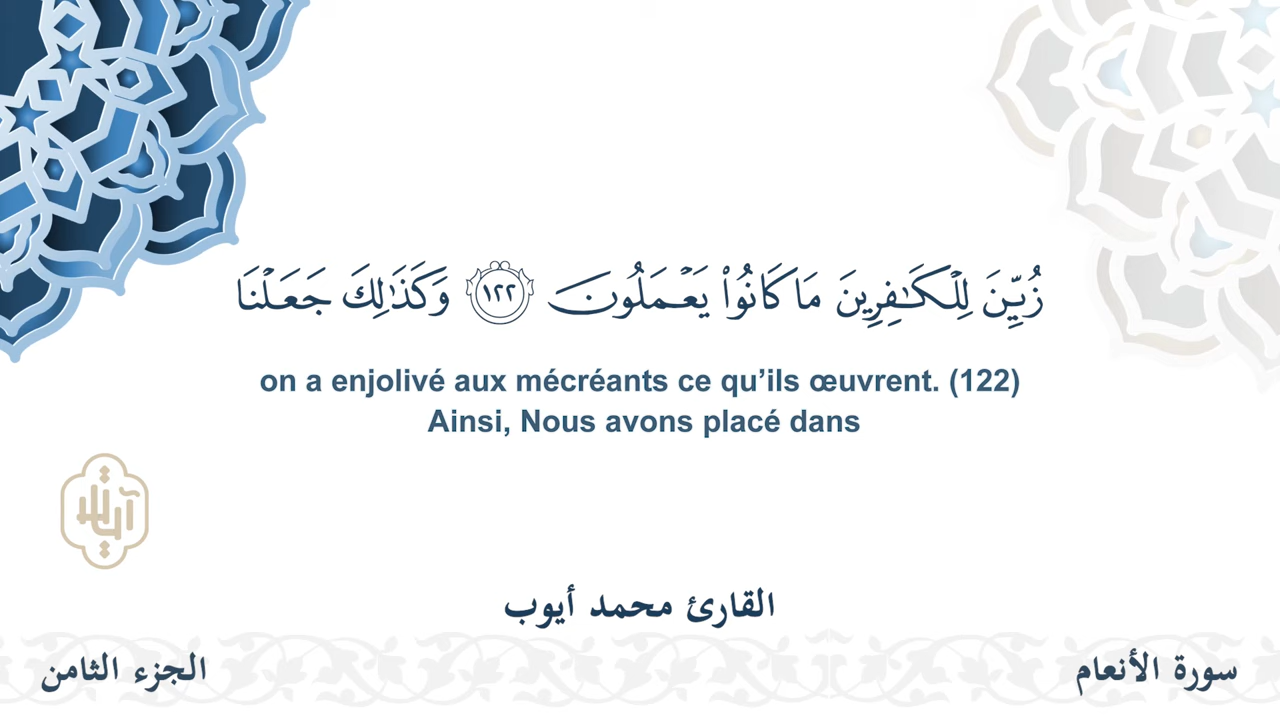 زُيِّنَ لِلۡكَٰفِرِينَ مَا كَانُواْ يَعۡمَلُونَ ١٢٢ وَكَذَٰلِكَ جَعَلۡنَا
on a enjolivé aux mécréants ce qu’ils œuvrent. (122)
Ainsi, Nous avons placé dans
آيات
القارئ محمد أيوب
سورة الأنعام
الجزء الثامن